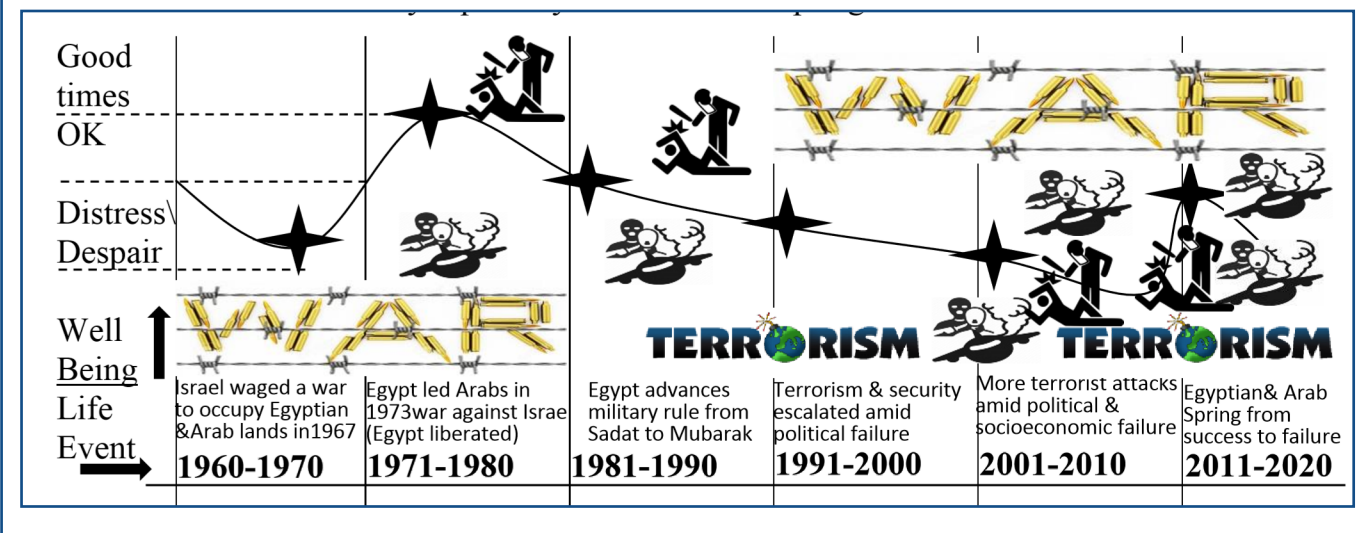 Good
times
OK
Distress\
Despair
Well
Being
Life
Event
WAR
WAR
TERRORISM
TERRORISM
Israel waged a war
to occupy Egyptian
&Arab lands in1967
1960-1970
Egypt led Arabs in
1973war against Israe
(Egypt liberated)
1971-1980
Egypt advances
military rule from
Sadat to Mubarak
1981-1990
Terrorism & security
escalated amid
political failure
1991-2000
More terrorist attacks
amid political &
socioeconomic failure
2001-2010
Egyptian& Arab
Spring from
success to failure
2011-2020